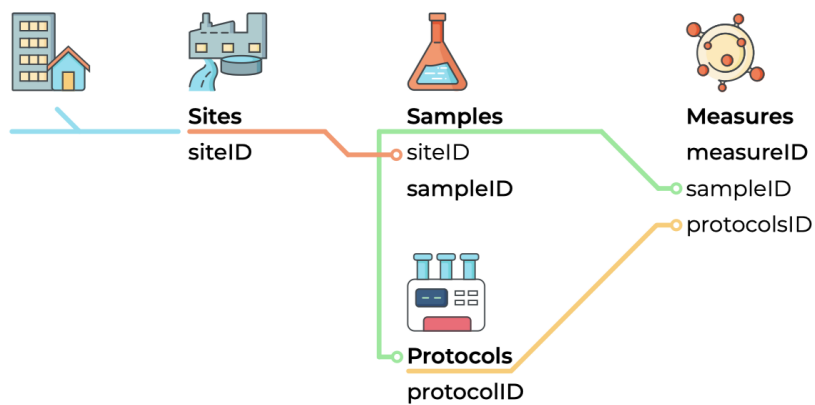 Sites
siteID
Samples
siteID
sampleID
Measures
measureID
sampleID
protocolsID
Protocols
protocolID